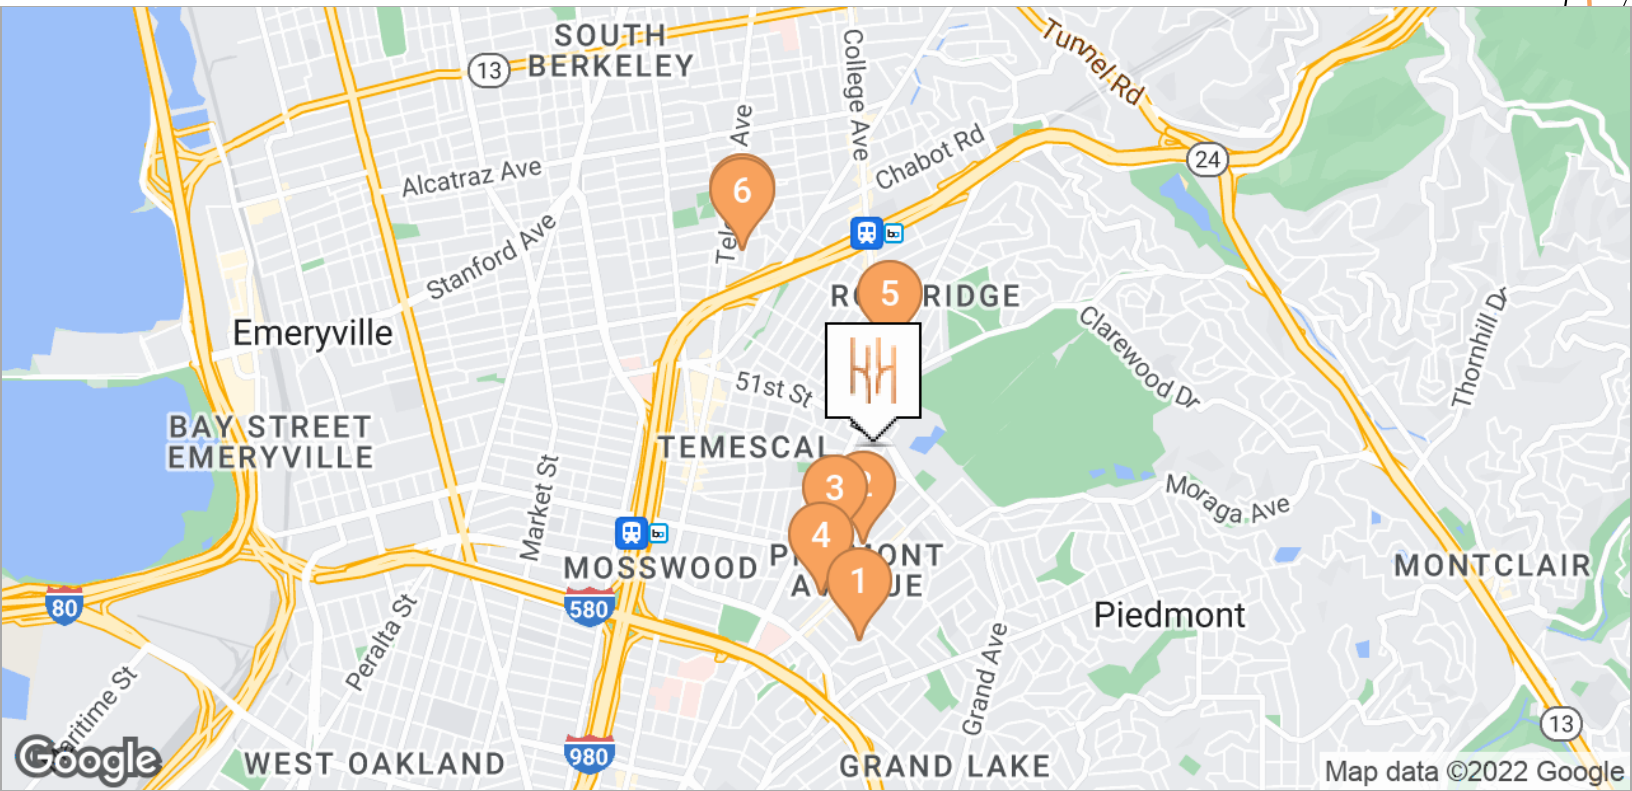 SOUTH
BERKELEY
13
College Ave
Tunnel Rd
Ave
Chabot Rd
24
Alcatraz Ave
6
Stanford Ave
5
RIDGE
Emeryville
Clarewood Dr
Thornhill Dr
51st St
BAY STREET
EMERYVILLE
TEMESCAL
Market St
3
2
4
Moraga Ave
MOSSWOOD
MONTCLAIR
1
80
580
Piedmont
Peralta St
Grand Ave
13
WEST OAKLAND
980
GRAND LAKE
Google
Map data ©2022 Google